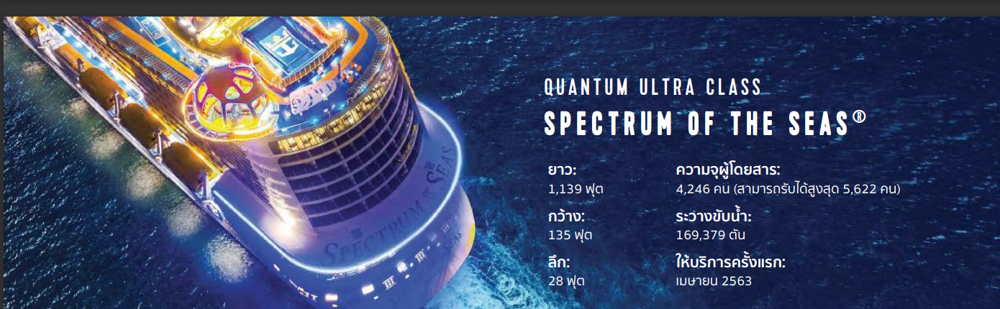 QUANTUM ULTRA CLASS
SPECTRUM OF THE SEAS®
ยาว:
1,139 ฟุต
กว้าง:
135 ฟุต
ลึก:
28 ฟุต
ความจุผู้โดยสาร:
4,246 คน (สามารถรับได้สูงสุด 5,622 คน)
ระวางขับน้ำ:
169,379 ตัน
ให้บริการครั้งแรก:
เมษายน 2563
SPECTRUM OF THE SEAS